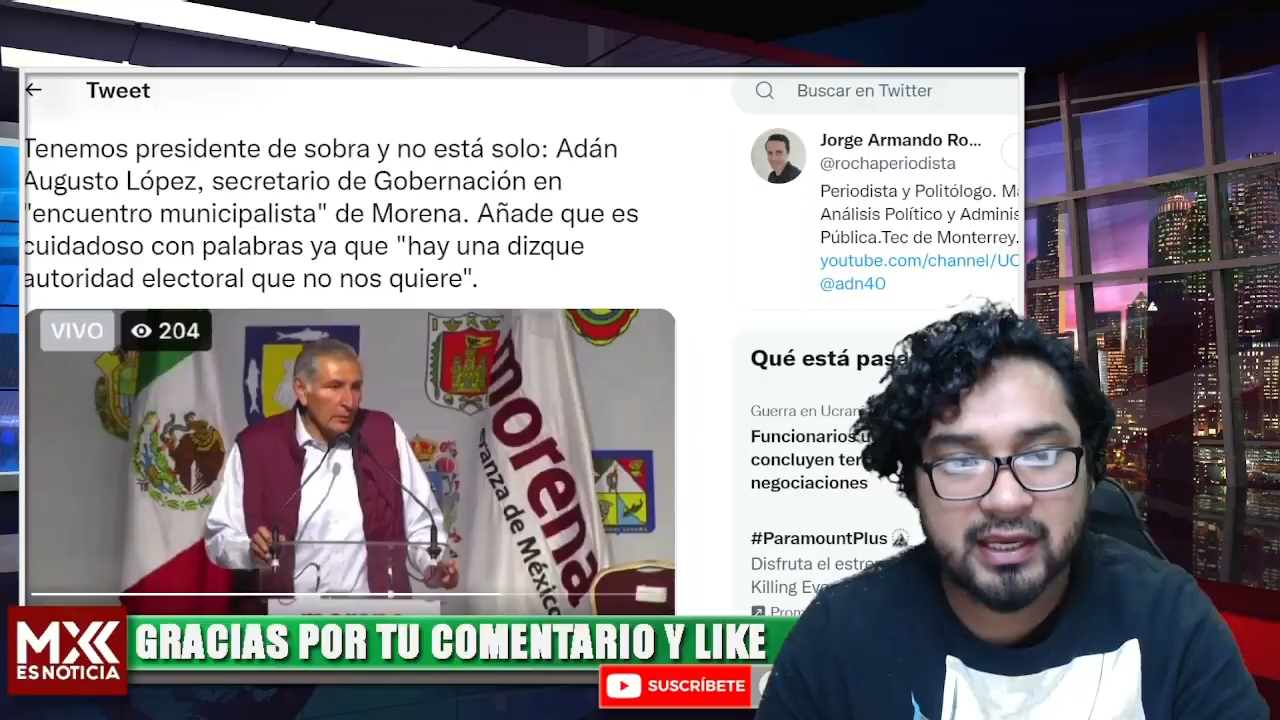 Tweet
Buscar en Twitter
Tenemos presidente de sobra y no está solo: Adán
Augusto López, secretario de Gobernación en
"encuentro municipalista" de Morena. Añade que es
cuidadoso con palabras ya que "hay una dizque
autoridad electoral que no nos quiere".
VIVO
204
morena
ranza de México
Jorge Armando Ro...
@rochaperiodista
Periodista y Politólogo. Ma
Análisis Político y Adminis
Pública.Tec de Monterrey.
youtube.com/channel/UC
@adn40
Qué está pasa
Guerra en Ucran
Funcionarios u
concluyen ter
negociaciones
#ParamountPlus
Disfruta el estre
Killing Eve
Prom
MX
ES NOTICIA
GRACIAS POR TU COMENTARIO Y LIKE
SUSCRÍBETE